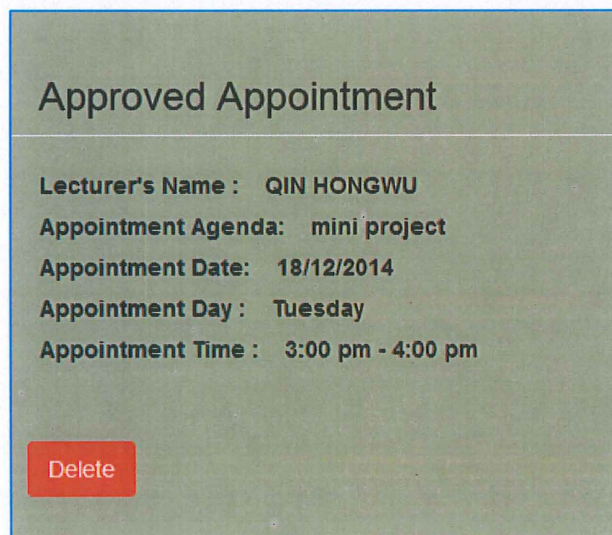 Approved Appointment
Lecturer's Name : QIN HONGWU
Appointment Agenda: mini project
Appointment Date: 18/12/2014
Appointment Day : Tuesday
Appointment Time : 3:00 pm - 4:00 pm
Delete